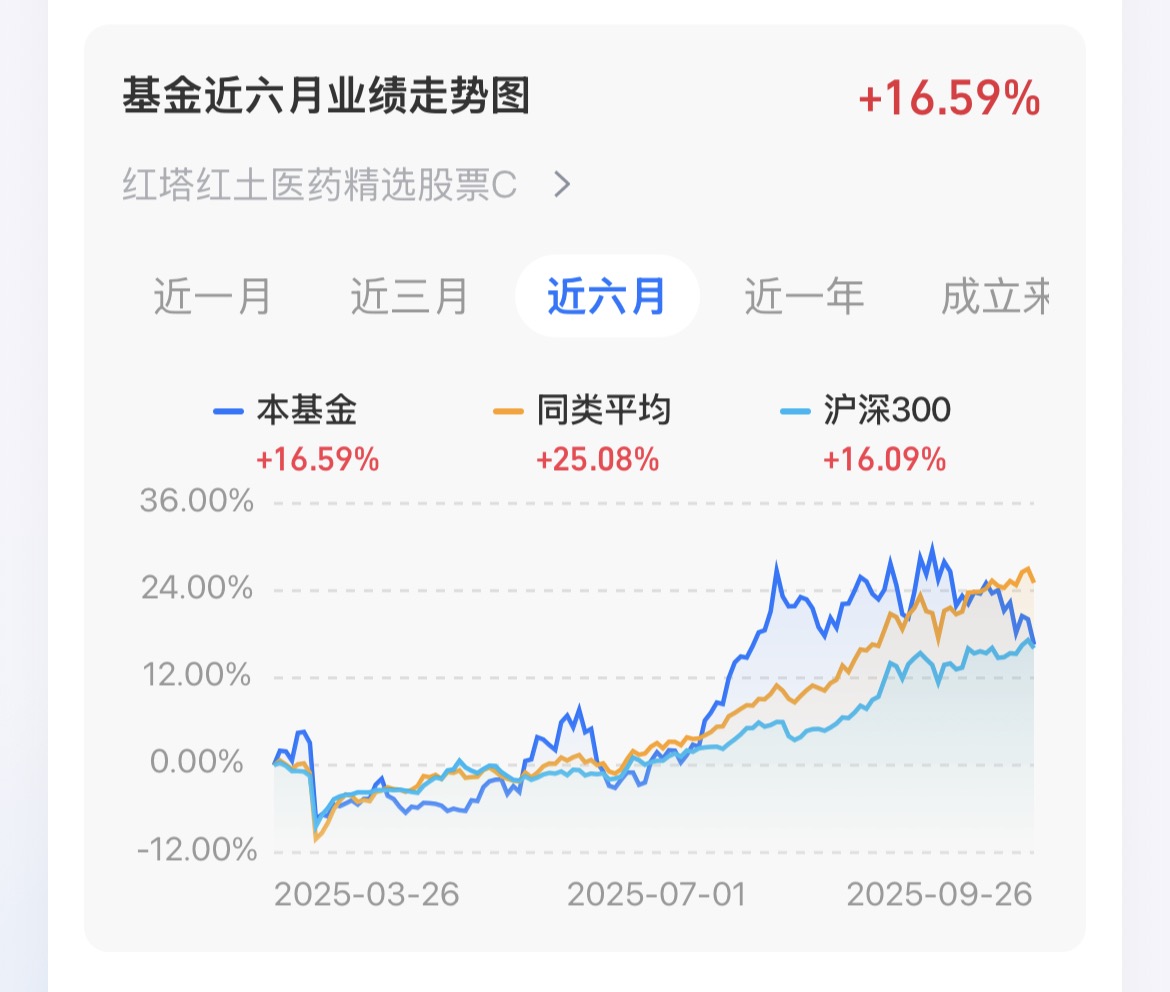 基金近六月业绩走势图 +16.59%
红塔红土医药精选股票C >
近一月 近三月 近六月 近一年 成立来
本基金 同类平均 沪深300
+16.59% +25.08% +16.09%
36.00%
24.00%
12.00%
0.00%
-12.00%
2025-03-26 2025-07-01 2025-09-26